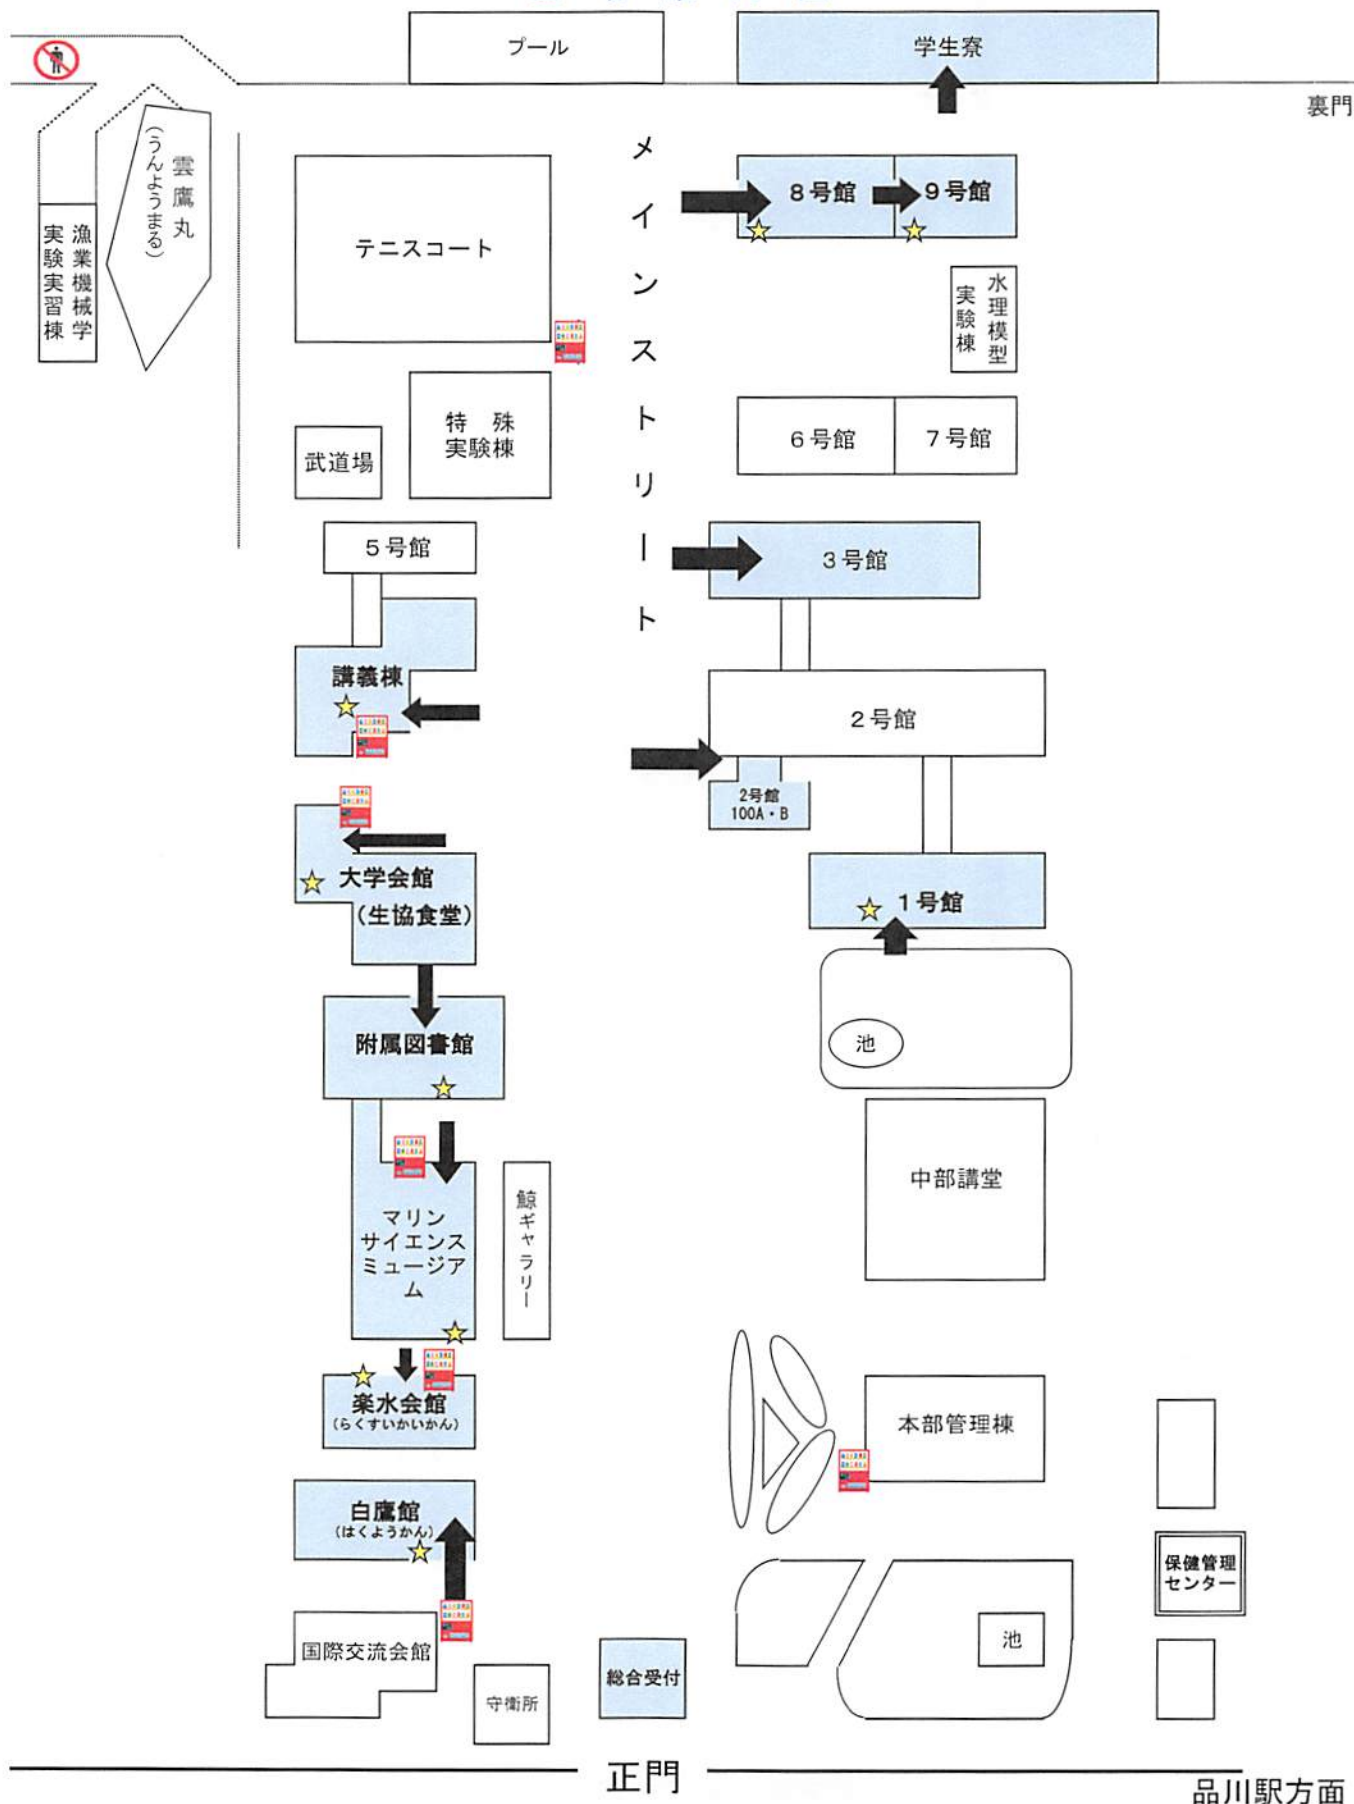 プール
学生寮
裏門
雲鷹丸
(うんようまる)
漁業機械学
実験実習棟
テニスコート
メインストリート
8号館
9号館
水理模型
実験棟
特 殊
実験棟
武道場
6号館
7号館
5号館
3号館
講義棟
2号館
2号館
100A・B
大学会館
(生協食堂)
1号館
附属図書館
池
中部講堂
マリン
サイエンス
ミュージア
ム
鯨ギャラリー
楽水会館
(らくすいかいかん)
本部管理棟
白鷹館
(はくようかん)
保健管理
センター
国際交流会館
守衛所
総合受付
池
正門
品川駅方面